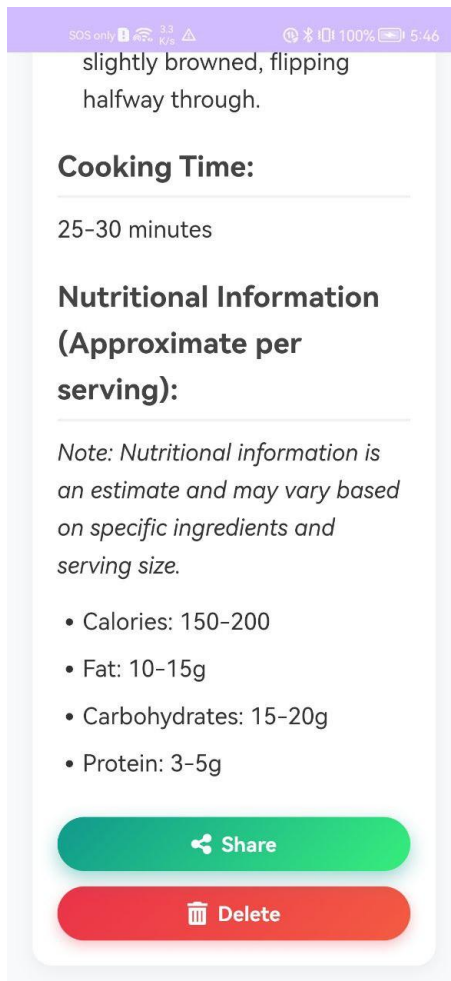 SOS only 3.3 K/s 100% 5:46
slightly browned, flipping
halfway through.
Cooking Time:
25-30 minutes
Nutritional Information
(Approximate per
serving):
Note: Nutritional information is
an estimate and may vary based
on specific ingredients and
serving size.
• Calories: 150-200
• Fat: 10-15g
• Carbohydrates: 15-20g
• Protein: 3-5g
Share
Delete